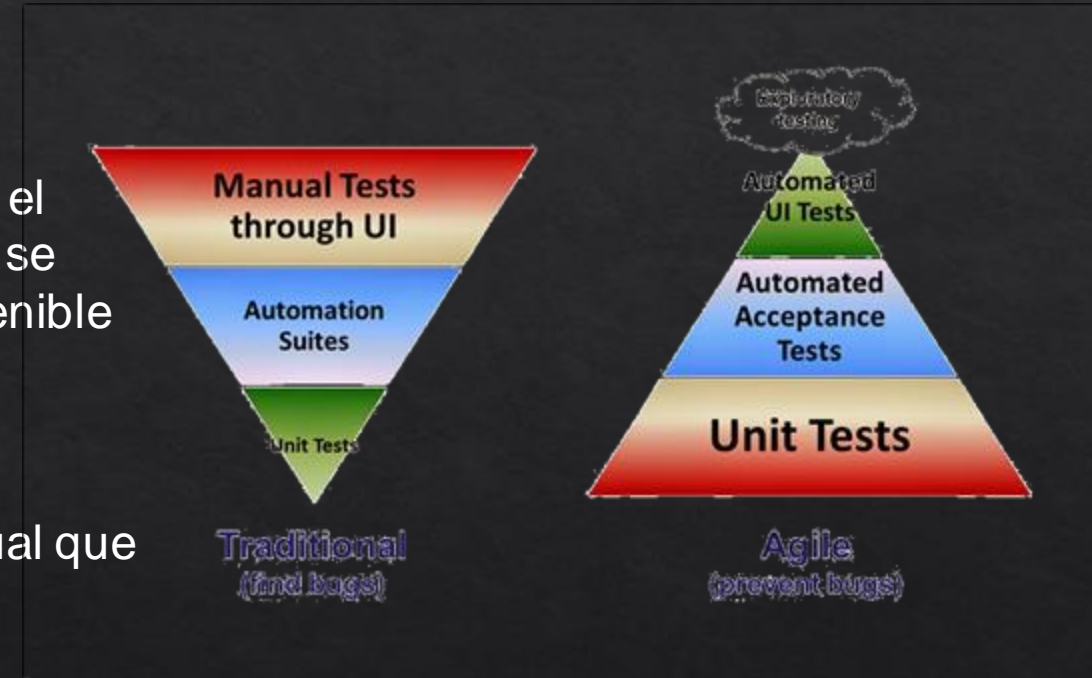 el
se
enible
ual que
Manual Tests
through UI
Automation
Suites
Unit Tests
Traditional
(find bugs)
Exploratory
testing
Automated
UI Tests
Automated
Acceptance
Tests
Unit Tests
Agile
(prevent bugs)